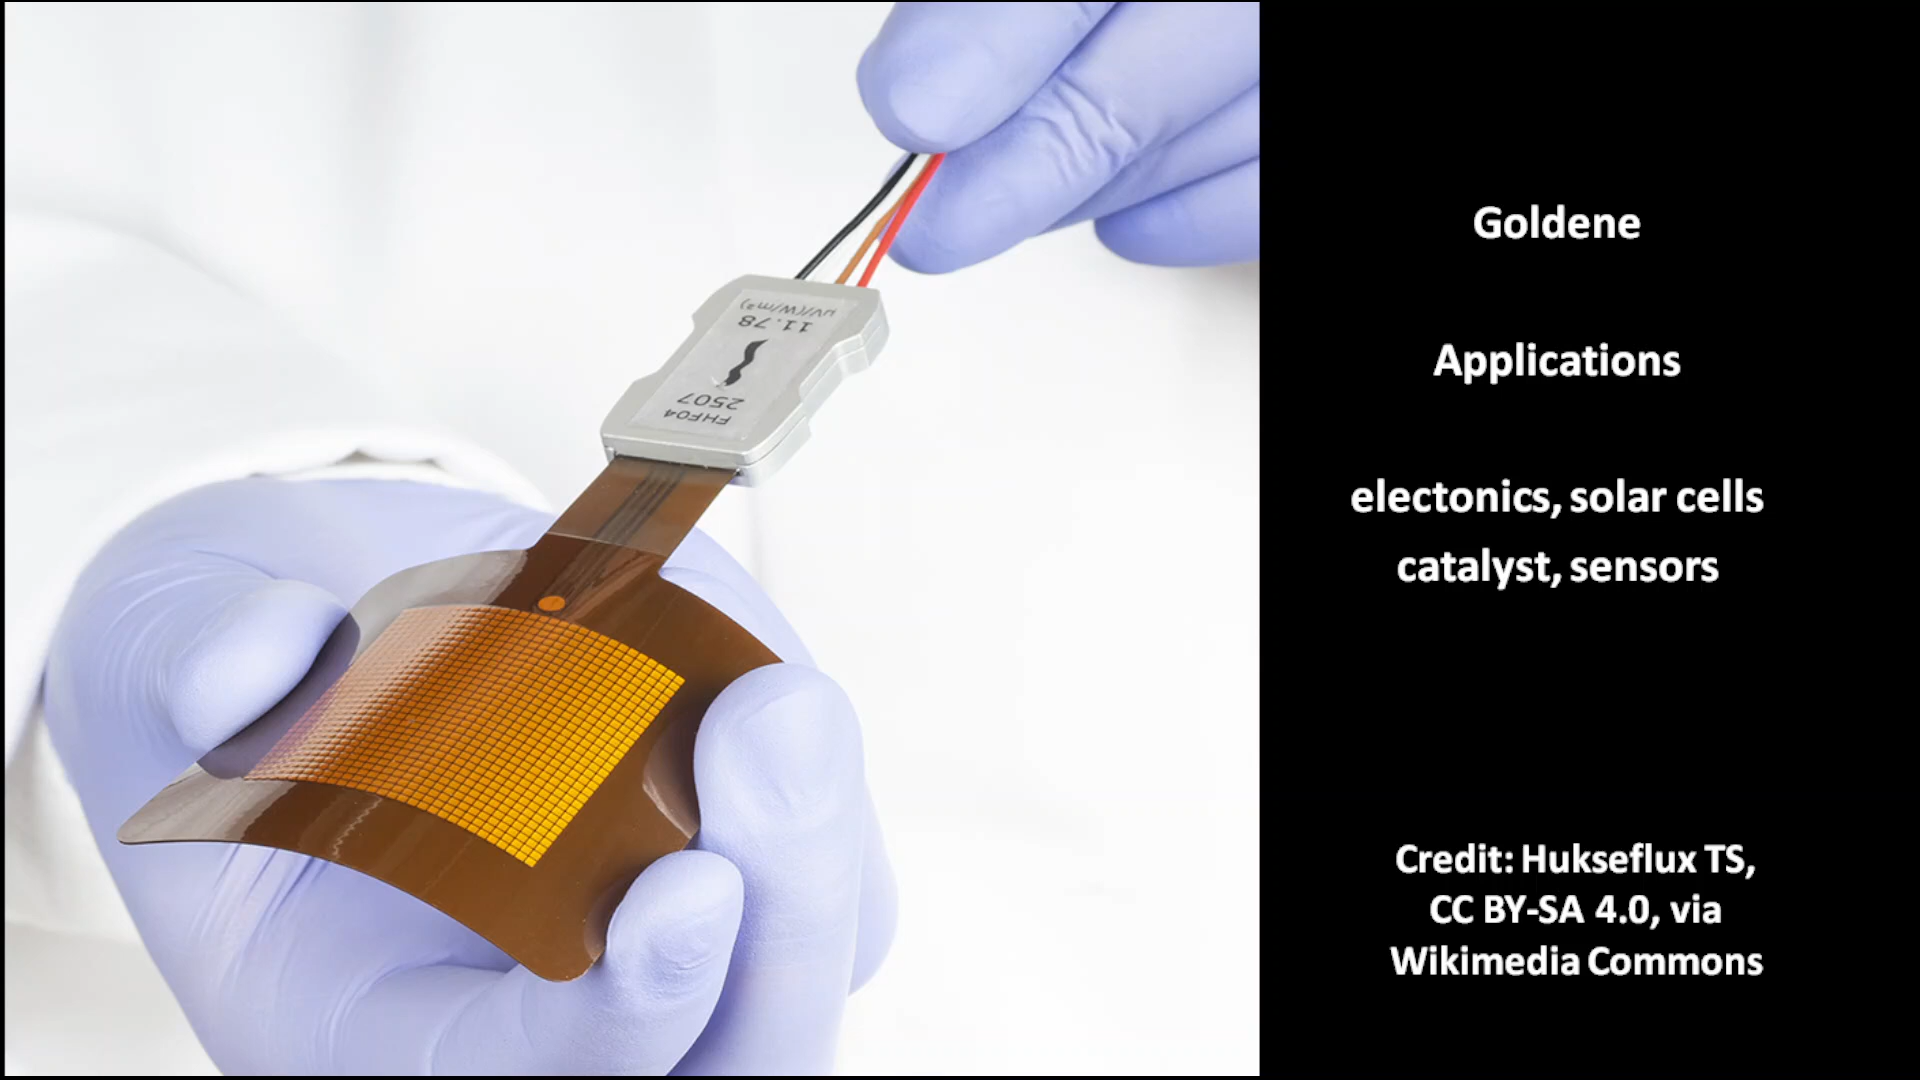 Goldene
Applications
electonics, solar cells
catalyst, sensors
Credit: Hukseflux TS,
CC BY-SA 4.0, via
Wikimedia Commons
µV/(W/m²)
11.78
2507
FHF04